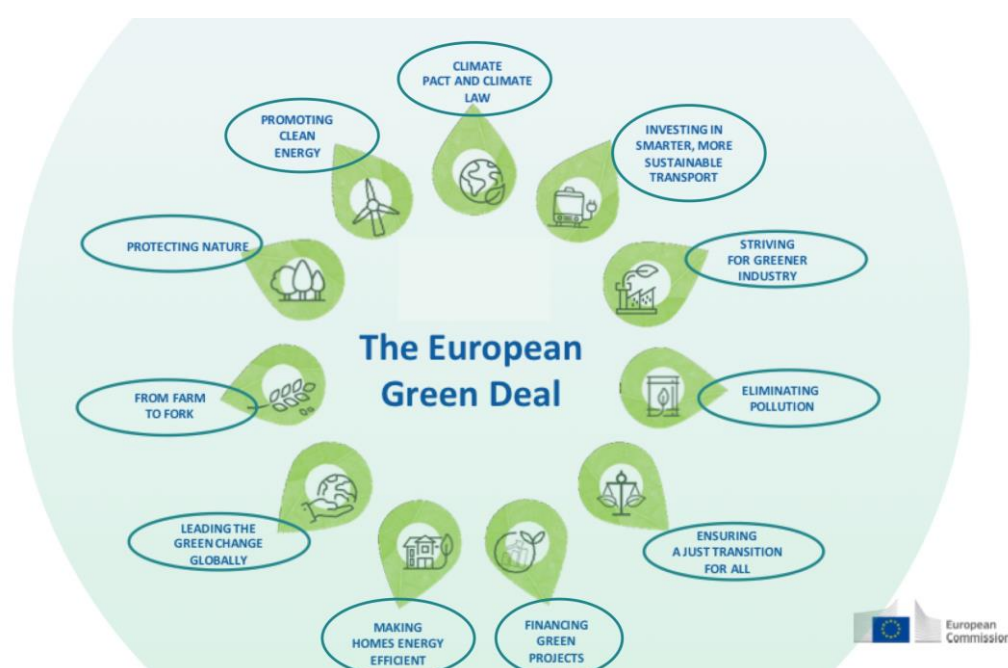 CLIMATE
PACT AND CLIMATE
LAW
PROMOTING
CLEAN
ENERGY
INVESTING IN
SMARTER, MORE
SUSTAINABLE
TRANSPORT
PROTECTING NATURE
STRIVING
FOR GREENER
INDUSTRY
The European
Green Deal
FROM FARM
TO FORK
ELIMINATING
POLLUTION
LEADING THE
GREEN CHANGE
GLOBALLY
ENSURING
A JUST TRANSITION
FOR ALL
MAKING
HOMES ENERGY
EFFICIENT
FINANCING
GREEN
PROJECTS
European
Commission